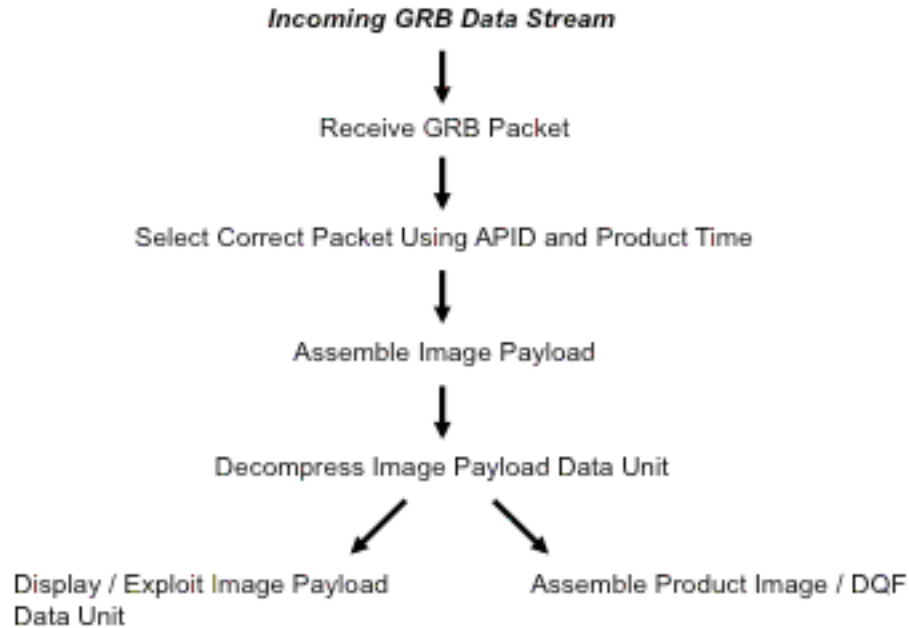 Incoming GRB Data Stream
Receive GRB Packet
Select Correct Packet Using APID and Product Time
Assemble Image Payload
Decompress Image Payload Data Unit
Display / Exploit Image Payload
Data Unit
Assemble Product Image / DQF